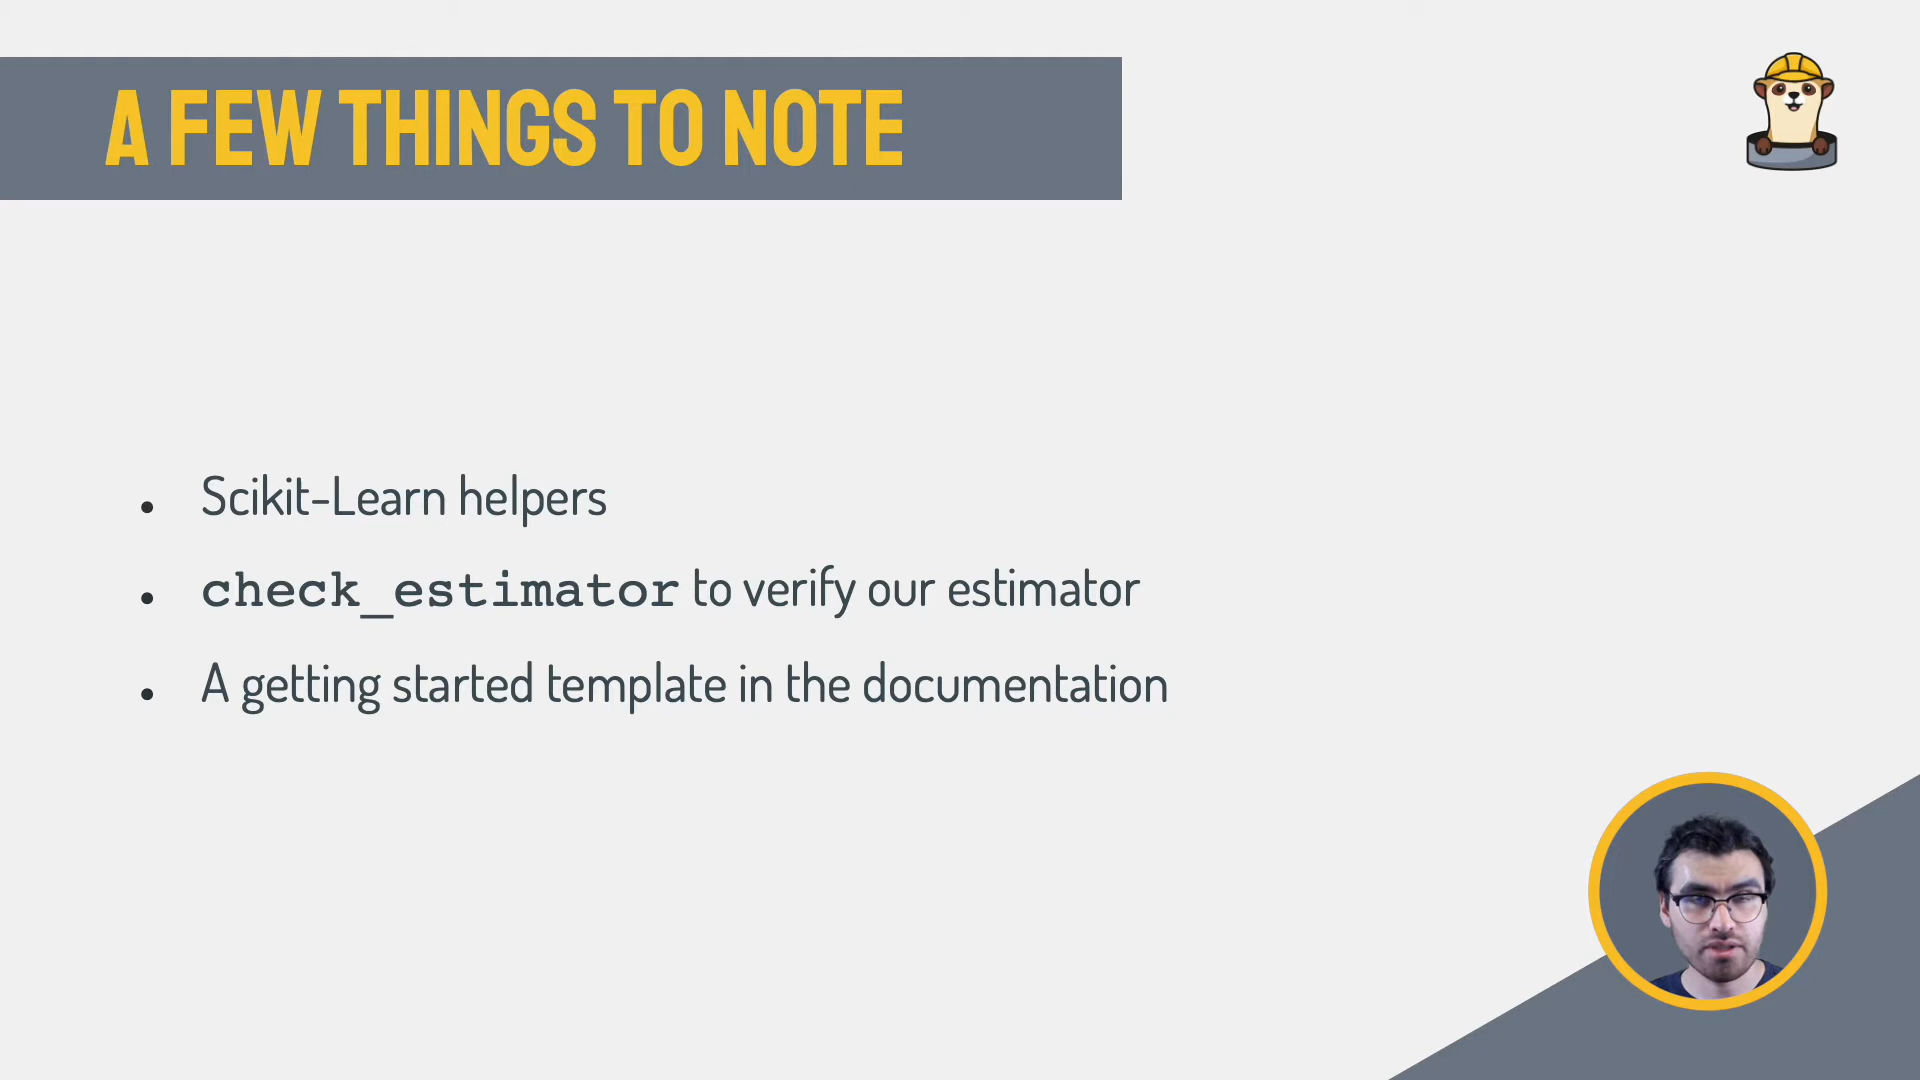 A FEW THINGS TO NOTE
• Scikit-Learn helpers
• check_estimator to verify our estimator
• A getting started template in the documentation